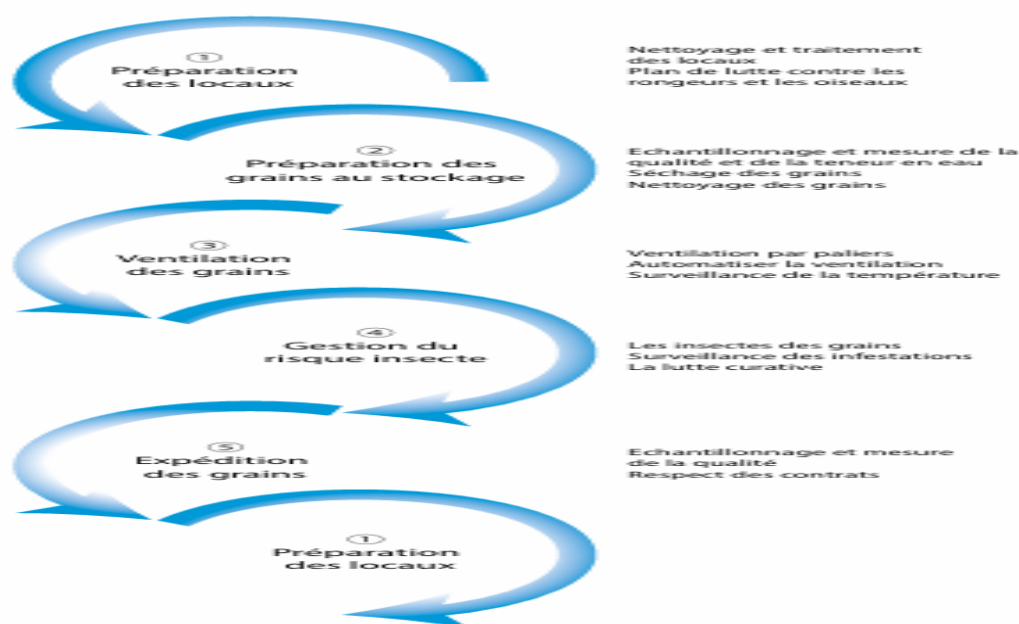 ①
Préparation
des locaux
Nettoyage et traitement
des locaux
Plan de lutte contre les
rongeurs et les oiseaux
②
Préparation des
grains au stockage
Echantillonnage et mesure de la
qualité et de la teneur en eau
Séchage des grains
Nettoyage des grains
③
Ventilation
des grains
Ventilation par paliers
Automatiser la ventilation
Surveillance de la température
④
Gestion du
risque insecte
Les insectes des grains
Surveillance des infestations
La lutte curative
⑤
Expédition
des grains
Echantillonnage et mesure
de la qualité
Respect des contrats
①
Préparation
des locaux